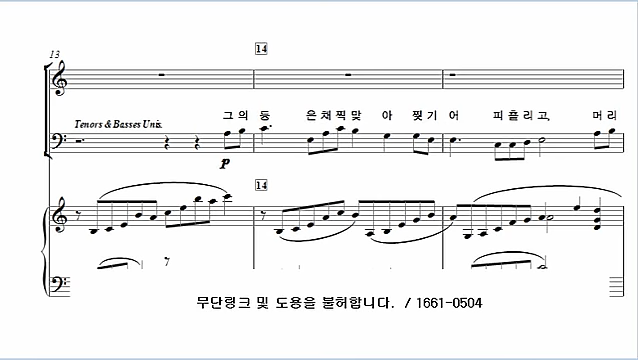 13
14
그의 등 은채찍맞 아 찢기 어 피흘리고, 머리
Tenors & Basses Unis.
p
14
무단링크 및 도용을 불허합니다. / 1661-0504